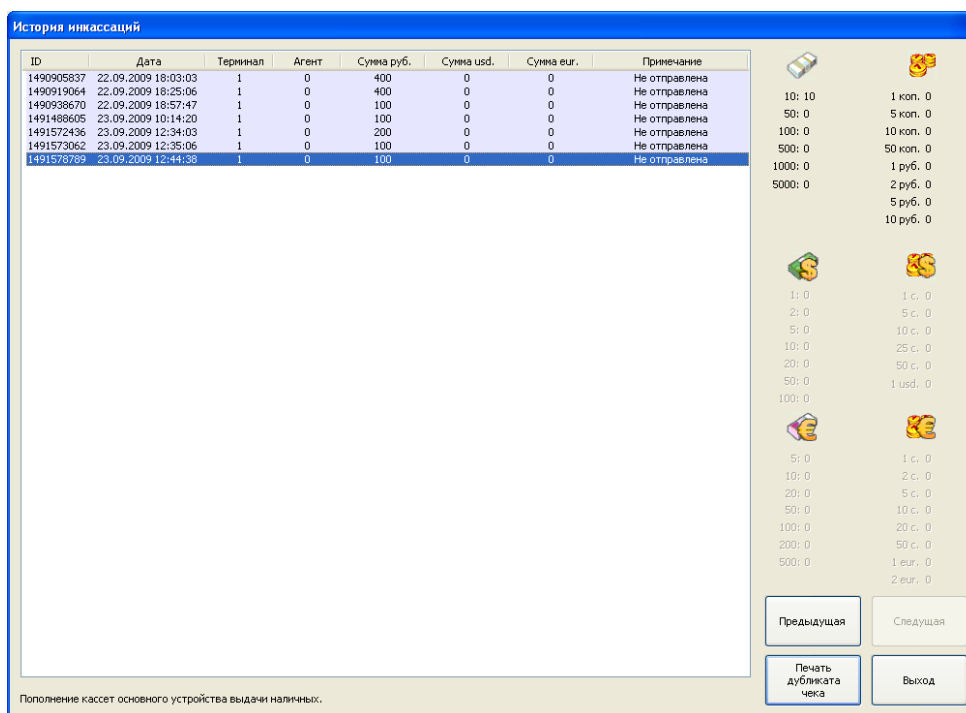 История инкассаций
ID Дата Терминал Агент Сумма руб. Сумма usd. Сумма eur. Примечание
1490905837 22.09.2009 18:03:03 1 0 400 0 0 Не отправлена
1490919064 22.09.2009 18:25:06 1 0 400 0 0 Не отправлена
1490938670 22.09.2009 18:57:47 1 0 100 0 0 Не отправлена
1491488605 23.09.2009 10:14:20 1 0 100 0 0 Не отправлена
1491572436 23.09.2009 12:34:03 1 0 200 0 0 Не отправлена
1491573062 23.09.2009 12:35:06 1 0 100 0 0 Не отправлена
1491578789 23.09.2009 12:44:38 1 0 100 0 0 Не отправлена
10: 10 1 коп. 0
50: 0 5 коп. 0
100: 0 10 коп. 0
500: 0 50 коп. 0
1000: 0 1 руб. 0
5000: 0 2 руб. 0
5 руб. 0
10 руб. 0
1: 0 1 с. 0
2: 0 5 с. 0
5: 0 10 с. 0
10: 0 25 с. 0
20: 0 50 с. 0
50: 0 1 usd. 0
100: 0
5: 0 1 с. 0
10: 0 2 с. 0
20: 0 5 с. 0
50: 0 10 с. 0
100: 0 20 с. 0
200: 0 50 с. 0
500: 0 1 eur. 0
2 eur. 0
Предыдущая Следущая
Печать
дубликата
чека
Выход
Пополнение кассет основного устройства выдачи наличных.